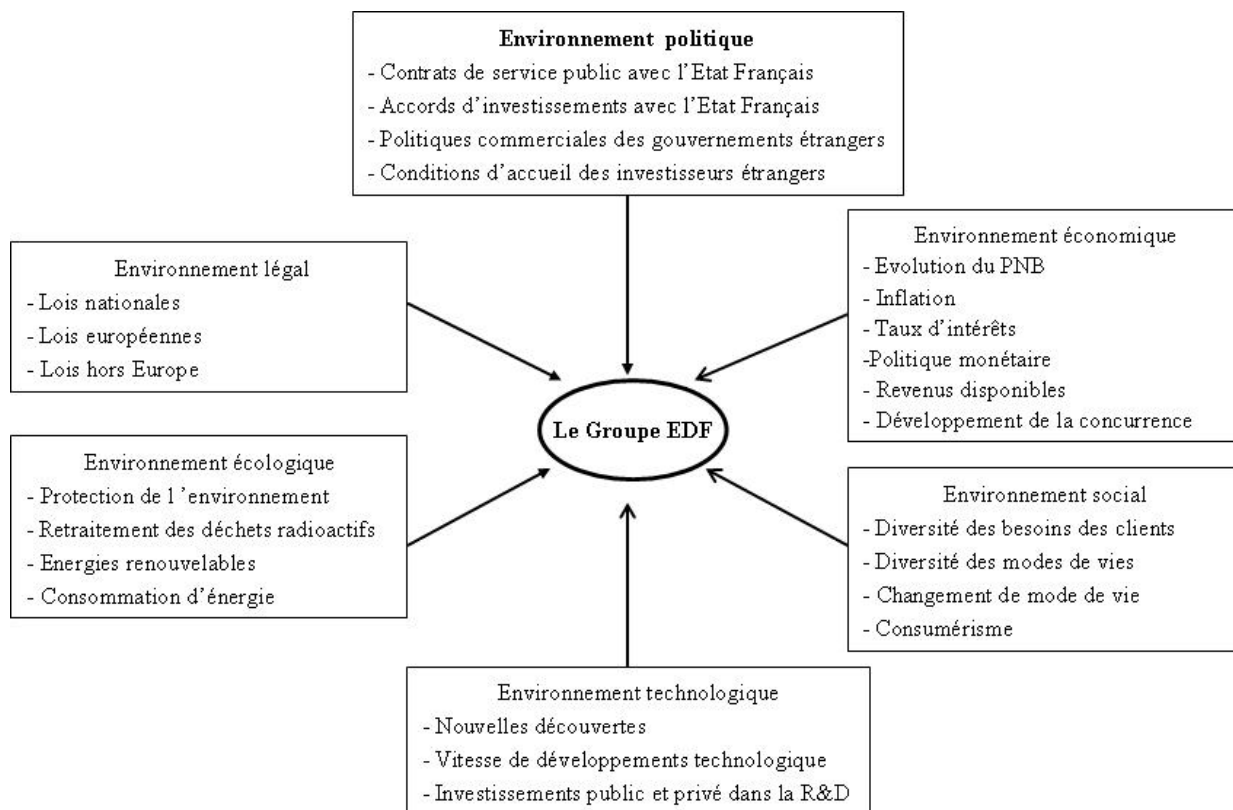 Environnement politique
- Contrats de service public avec l'Etat Français
- Accords d'investissements avec l'Etat Français
- Politiques commerciales des gouvernements étrangers
- Conditions d'accueil des investisseurs étrangers
Environnement légal
- Lois nationales
- Lois européennes
- Lois hors Europe
Environnement économique
- Evolution du PNB
- Inflation
- Taux d'intérêts
-Politique monétaire
- Revenus disponibles
- Développement de la concurrence
Le Groupe EDF
Environnement écologique
- Protection de l'environnement
- Retraitement des déchets radioactifs
- Energies renouvelables
- Consommation d'énergie
Environnement social
- Diversité des besoins des clients
- Diversité des modes de vies
- Changement de mode de vie
- Consumérisme
Environnement technologique
- Nouvelles découvertes
- Vitesse de développements technologique
- Investissements public et privé dans la R&D